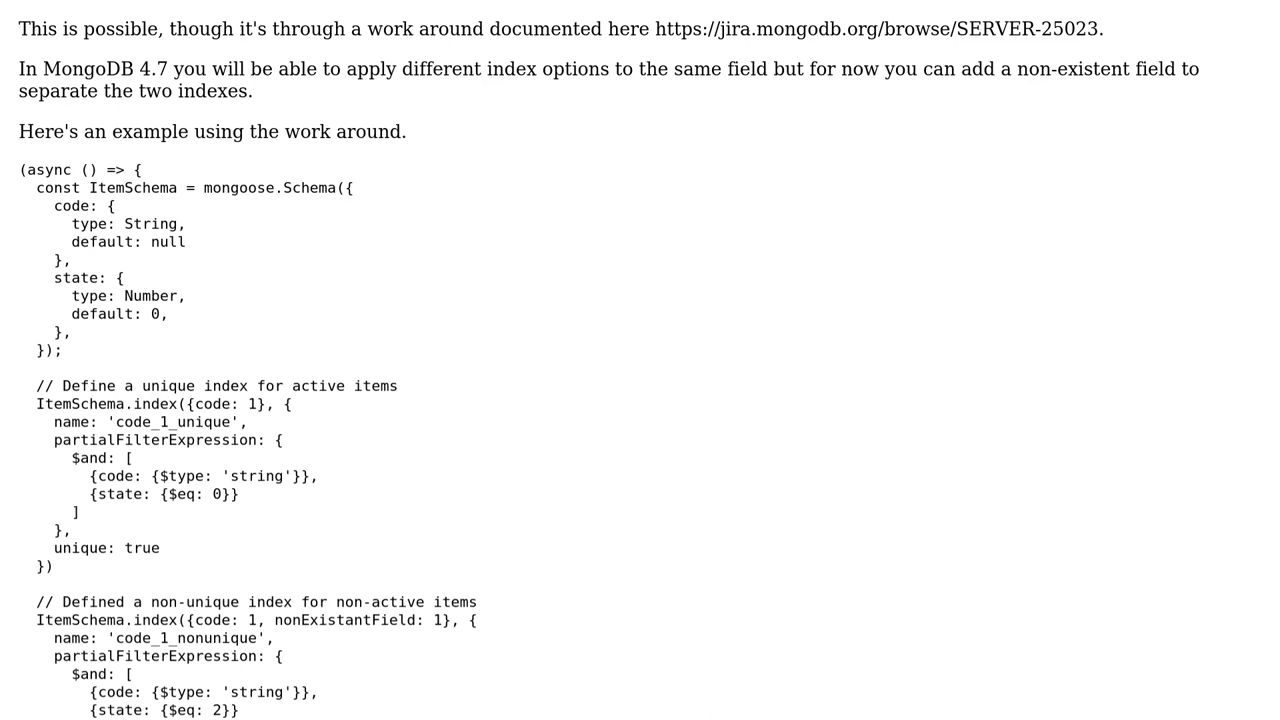 This is possible, though it's through a work around documented here https://jira.mongodb.org/browse/SERVER-25023.
In MongoDB 4.7 you will be able to apply different index options to the same field but for now you can add a non-existent field to
separate the two indexes.
Here's an example using the work around.
(async () => {
  const ItemSchema = mongoose.Schema({
    code: {
      type: String,
      default: null
    },
    state: {
      type: Number,
      default: 0,
    },
  });
  // Define a unique index for active items
  ItemSchema.index({code: 1}, {
    name: 'code_1_unique',
    partialFilterExpression: {
      $and: [
        {code: {$type: 'string'}},
        {state: {$eq: 0}}
      ]
    },
    unique: true
  })
  // Defined a non-unique index for non-active items
  ItemSchema.index({code: 1, nonExistantField: 1}, {
    name: 'code_1_nonunique',
    partialFilterExpression: {
      $and: [
        {code: {$type: 'string'}},
        {state: {$eq: 2}}